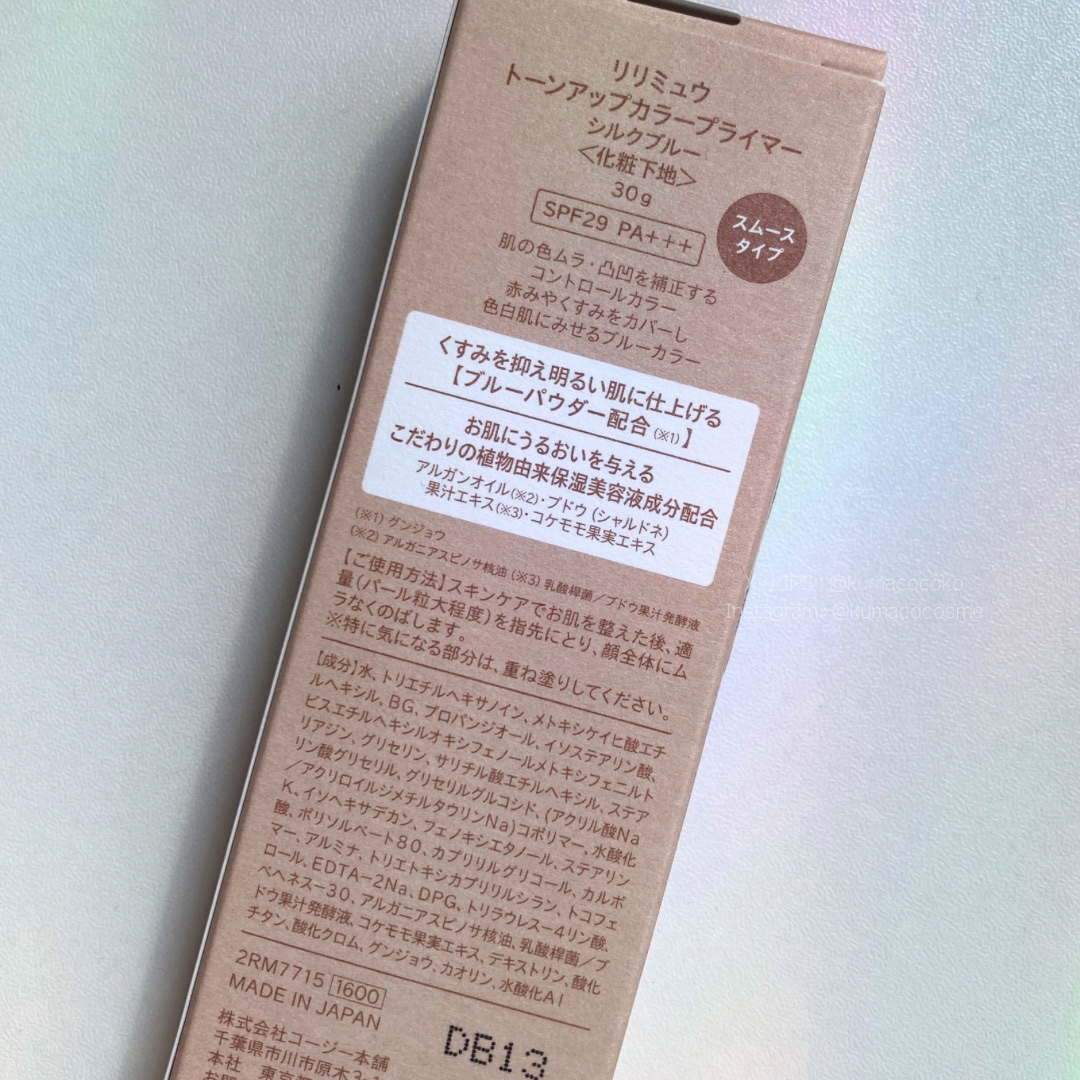 リリミュウ
トーンアップカラープライマー
シルクブルー
＜化粧下地＞
30g
SPF29 PA+++
スムース
タイプ
肌の色ムラ・凸凹を補正する
コントロールカラー
赤みやくすみをカバーし
色白肌にみせるブルーカラー
くすみを抑え明るい肌に仕上げる
【ブルーパウダー配合(※1)】
お肌にうるおいを与える
こだわりの植物由来保湿美容液成分配合
アルガンオイル(※2)・ブドウ(シャルドネ)
果汁エキス(※3)・コケモモ果実エキス
(※1)グンジョウ
(※2)アルガニアスピノサ核油(※3)乳酸桿菌／ブドウ果汁発酵液
【ご使用方法】スキンケアでお肌を整えた後、適
量(パール粒大程度)を指先にとり、顔全体にム
ラなくのばします。
※特に気になる部分は、重ね塗りしてください。
【成分】水、トリエチルヘキサノイン、メトキシケイヒ酸エチ
ルヘキシル、BG、プロパンジオール、イソステアリン酸、
ビスエチルヘキシルオキシフェノールメトキシフェニルト
リアジン、グリセリン、サリチル酸エチルヘキシル、ステア
リン酸グリセリル、グリセリルグルコシド、(アクリル酸Na
／アクリロイルジメチルタウリンNa)コポリマー、水酸化
K、イソヘキサデカン、フェノキシエタノール、ステアリン
酸、ポリソルベート80、カプリリルグリコール、カルボ
マー、アルミナ、トリエトキシカプリリルシラン、トコフェ
ロール、EDTA-2Na、DPG、トリラウレス-4リン酸、
ベヘネス-30、アルガニアスピノサ核油、乳酸桿菌／ブ
ドウ果汁発酵液、コケモモ果実エキス、デキストリン、酸化
チタン、酸化クロム、グンジョウ、カオリン、水酸化Al
2RM7715 1600
MADE IN JAPAN
DB13
株式会社コージー本舗
千葉県市川市原木3-1
本社 東京都
お問
@kumacocoko
Instagram: @kumacocosme